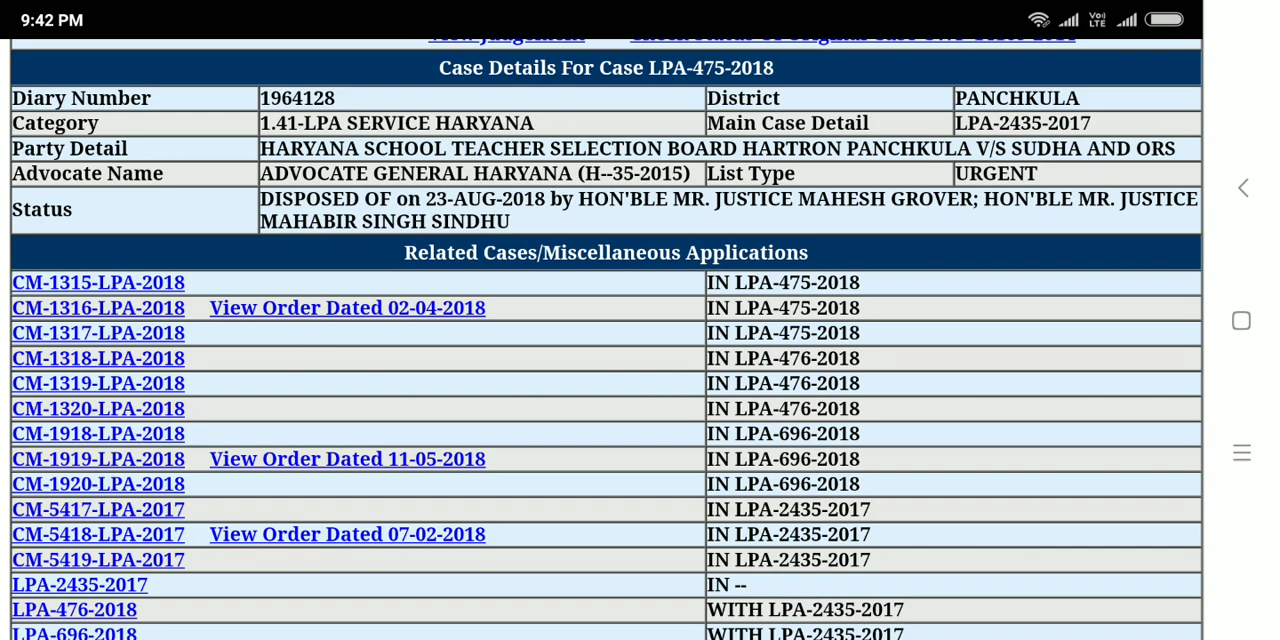 9:42 PM
Case Details For Case LPA-475-2018
Diary Number 1964128 District PANCHKULA
Category 1.41-LPA SERVICE HARYANA Main Case Detail LPA-2435-2017
Party Detail HARYANA SCHOOL TEACHER SELECTION BOARD HARTRON PANCHKULA V/S SUDHA AND ORS
Advocate Name ADVOCATE GENERAL HARYANA (H--35-2015) List Type URGENT
Status DISPOSED OF on 23-AUG-2018 by HON'BLE MR. JUSTICE MAHESH GROVER; HON'BLE MR. JUSTICE
MAHABIR SINGH SINDHU
Related Cases/Miscellaneous Applications
CM-1315-LPA-2018 IN LPA-475-2018
CM-1316-LPA-2018 View Order Dated 02-04-2018 IN LPA-475-2018
CM-1317-LPA-2018 IN LPA-475-2018
CM-1318-LPA-2018 IN LPA-476-2018
CM-1319-LPA-2018 IN LPA-476-2018
CM-1320-LPA-2018 IN LPA-476-2018
CM-1918-LPA-2018 IN LPA-696-2018
CM-1919-LPA-2018 View Order Dated 11-05-2018 IN LPA-696-2018
CM-1920-LPA-2018 IN LPA-696-2018
CM-5417-LPA-2017 IN LPA-2435-2017
CM-5418-LPA-2017 View Order Dated 07-02-2018 IN LPA-2435-2017
CM-5419-LPA-2017 IN LPA-2435-2017
LPA-2435-2017 IN --
LPA-476-2018 WITH LPA-2435-2017
LPA-696-2018 WITH LPA-2435-2017